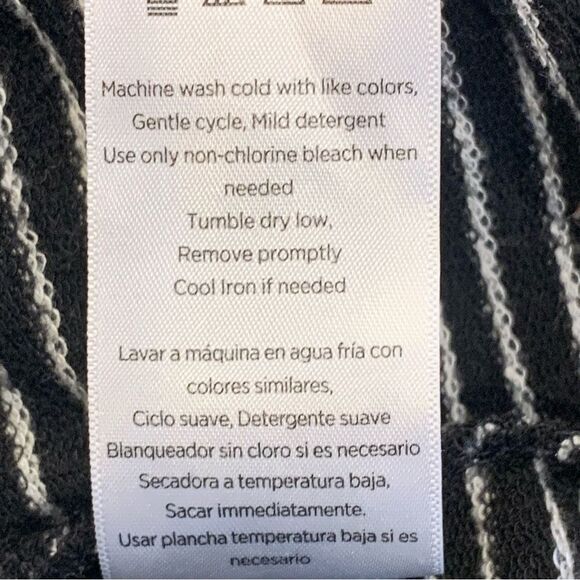 Machine wash cold with like colors,
Gentle cycle, Mild detergent
Use only non-chlorine bleach when
needed
Tumble dry low,
Remove promptly
Cool Iron if needed
Lavar a máquina en agua fría con
colores similares,
Ciclo suave, Detergente suave
Blanqueador sin cloro si es necesario
Secadora a temperatura baja,
Sacar immediatamente.
Usar plancha temperatura baja si es
necesario